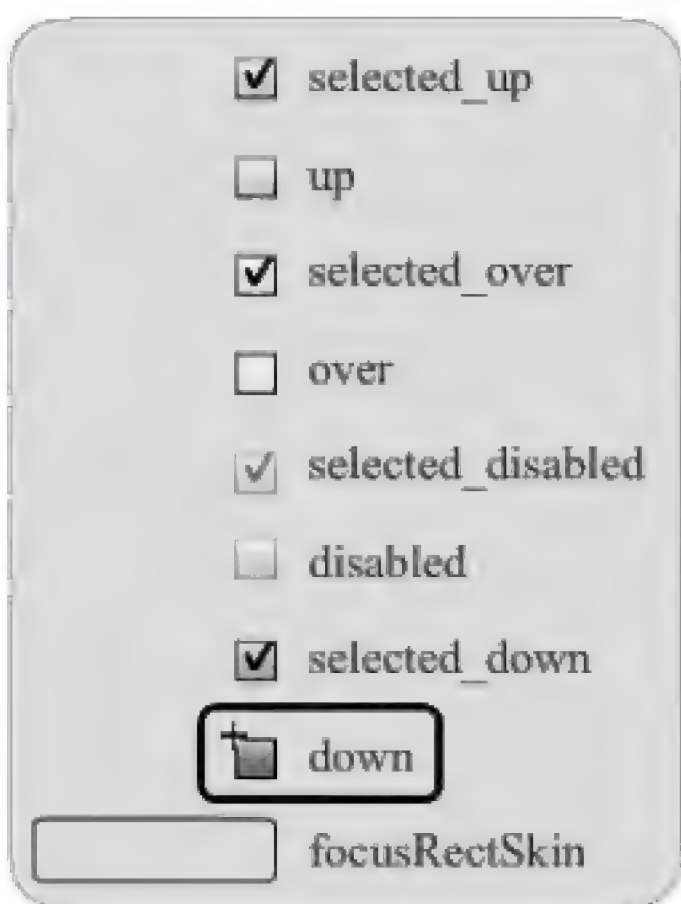 selected_up
up
selected_over
over
selected_disabled
disabled
selected_down
down
focusRectSkin